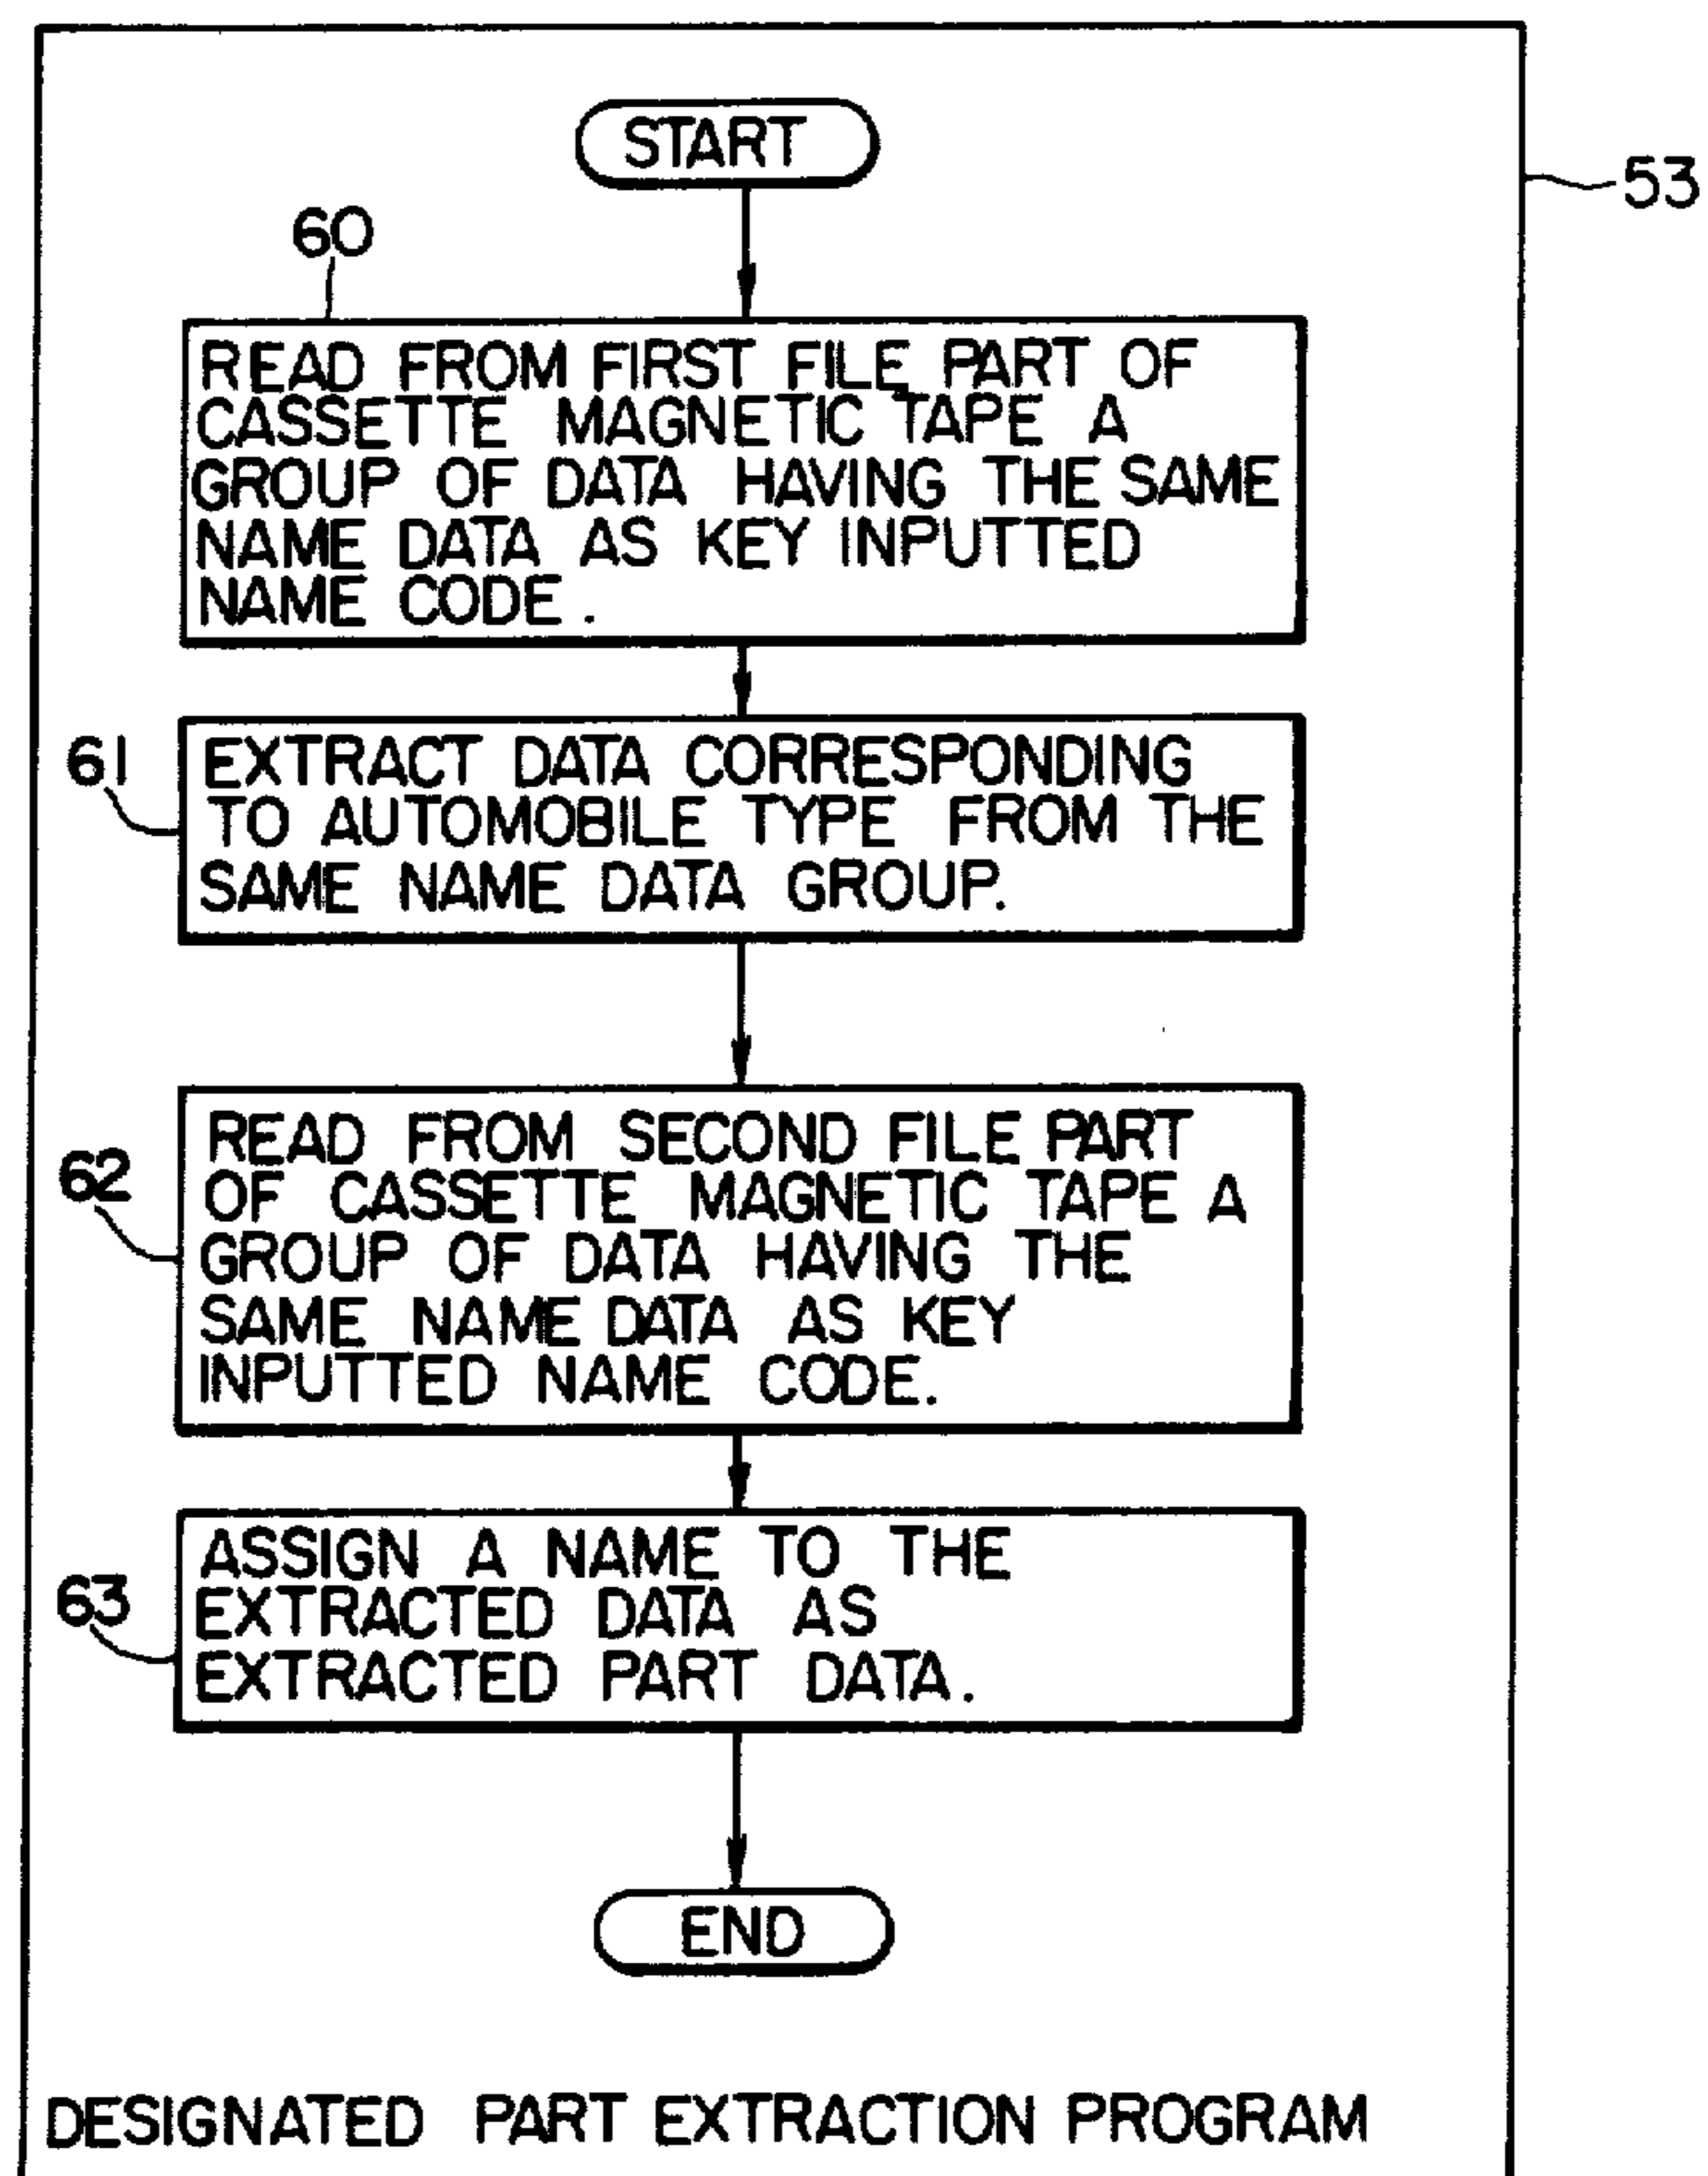 START
53
60
READ FROM FIRST FILE PART OF
CASSETTE MAGNETIC TAPE A
GROUP OF DATA HAVING THE SAME
NAME DATA AS KEY INPUTTED
NAME CODE.
61
EXTRACT DATA CORRESPONDING
TO AUTOMOBILE TYPE FROM THE
SAME NAME DATA GROUP.
62
READ FROM SECOND FILE PART
OF CASSETTE MAGNETIC TAPE A
GROUP OF DATA HAVING THE
SAME NAME DATA AS KEY
INPUTTED NAME CODE.
63
ASSIGN A NAME TO THE
EXTRACTED DATA AS
EXTRACTED PART DATA.
END
DESIGNATED PART EXTRACTION PROGRAM